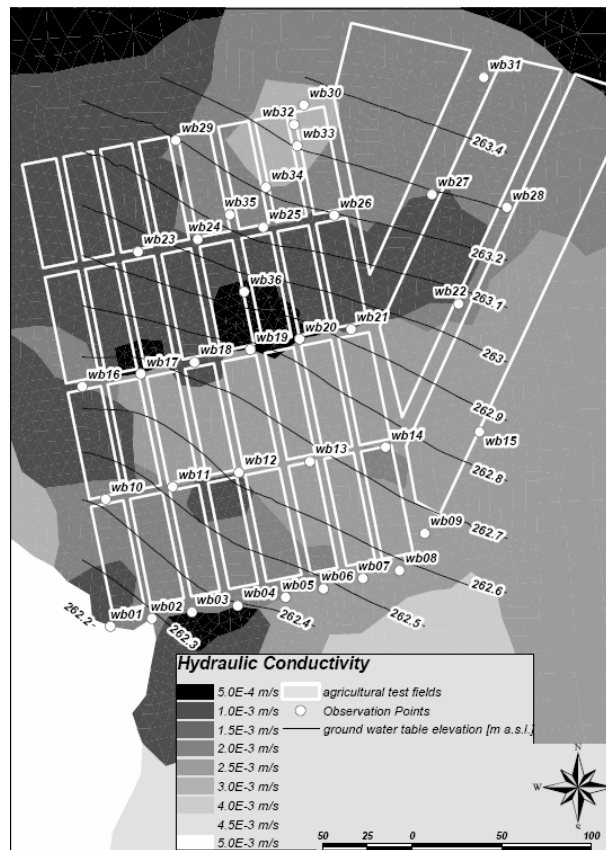 wb31
wb30
wb32
wb29
wb33
263.4
wb34
wb27
wb28
wb35
wb25
wb26
wb24
wb23
263.2
wb36
wb22
263.1
wb21
wb20
wb19
263
wb18
wb17
wb16
262.9
wb14
wb15
wb13
262.8
wb12
wb11
wb10
wb09
262.7
wb08
wb07
wb06
262.6
wb05
wb04
wb03
wb02
wb01
262.2
262.3
262.4
262.5
Hydraulic Conductivity
5.0E-4 m/s agricultural test fields
1.0E-3 m/s Observation Points
1.5E-3 m/s ground water table elevation [m a.s.l.]
2.0E-3 m/s
2.5E-3 m/s
3.0E-3 m/s
4.0E-3 m/s
4.5E-3 m/s
5.0E-3 m/s
N
W E
S
50 25 0 50 100